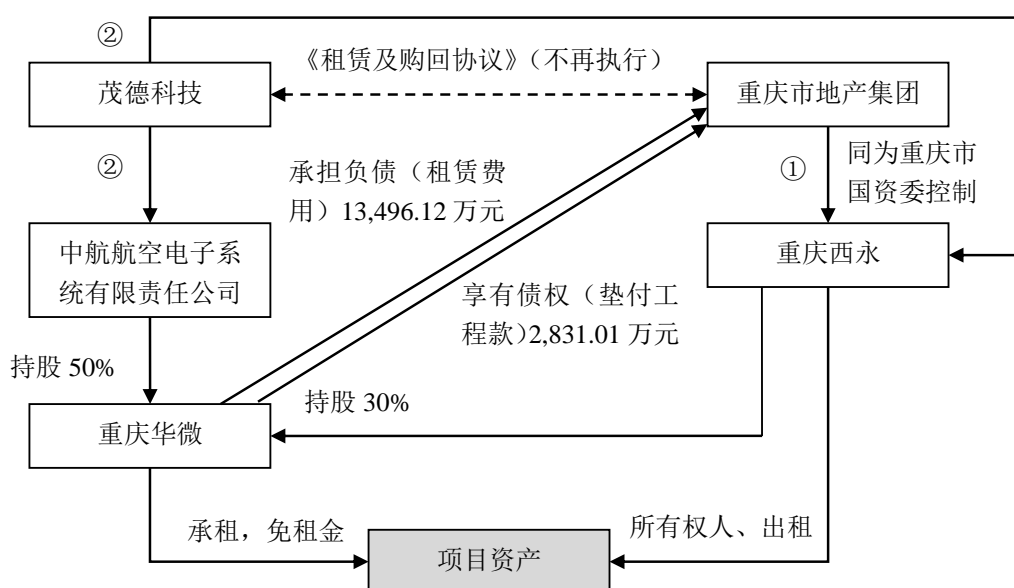 ②
《租赁及购回协议》（不再执行）
茂德科技
重庆市地产集团
②
承担负债（租赁费
用）13,496.12 万元
①
同为重庆市
国资委控制
中航航空电子系
统有限责任公司
重庆西永
享有债权（垫付工
程款）2,831.01 万元
持股 50%
持股 30%
重庆华微
承租，免租金
所有权人、出租
项目资产